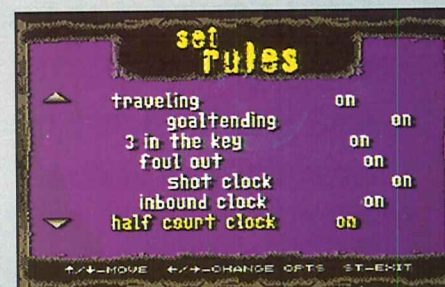 set
rules
traveling on
goaltending on
3 in the key on
foul out on
shot clock on
inbound clock on
half court clock on
↑/↓-MOVE ←/→-CHANGE OPTS ST-EXIT